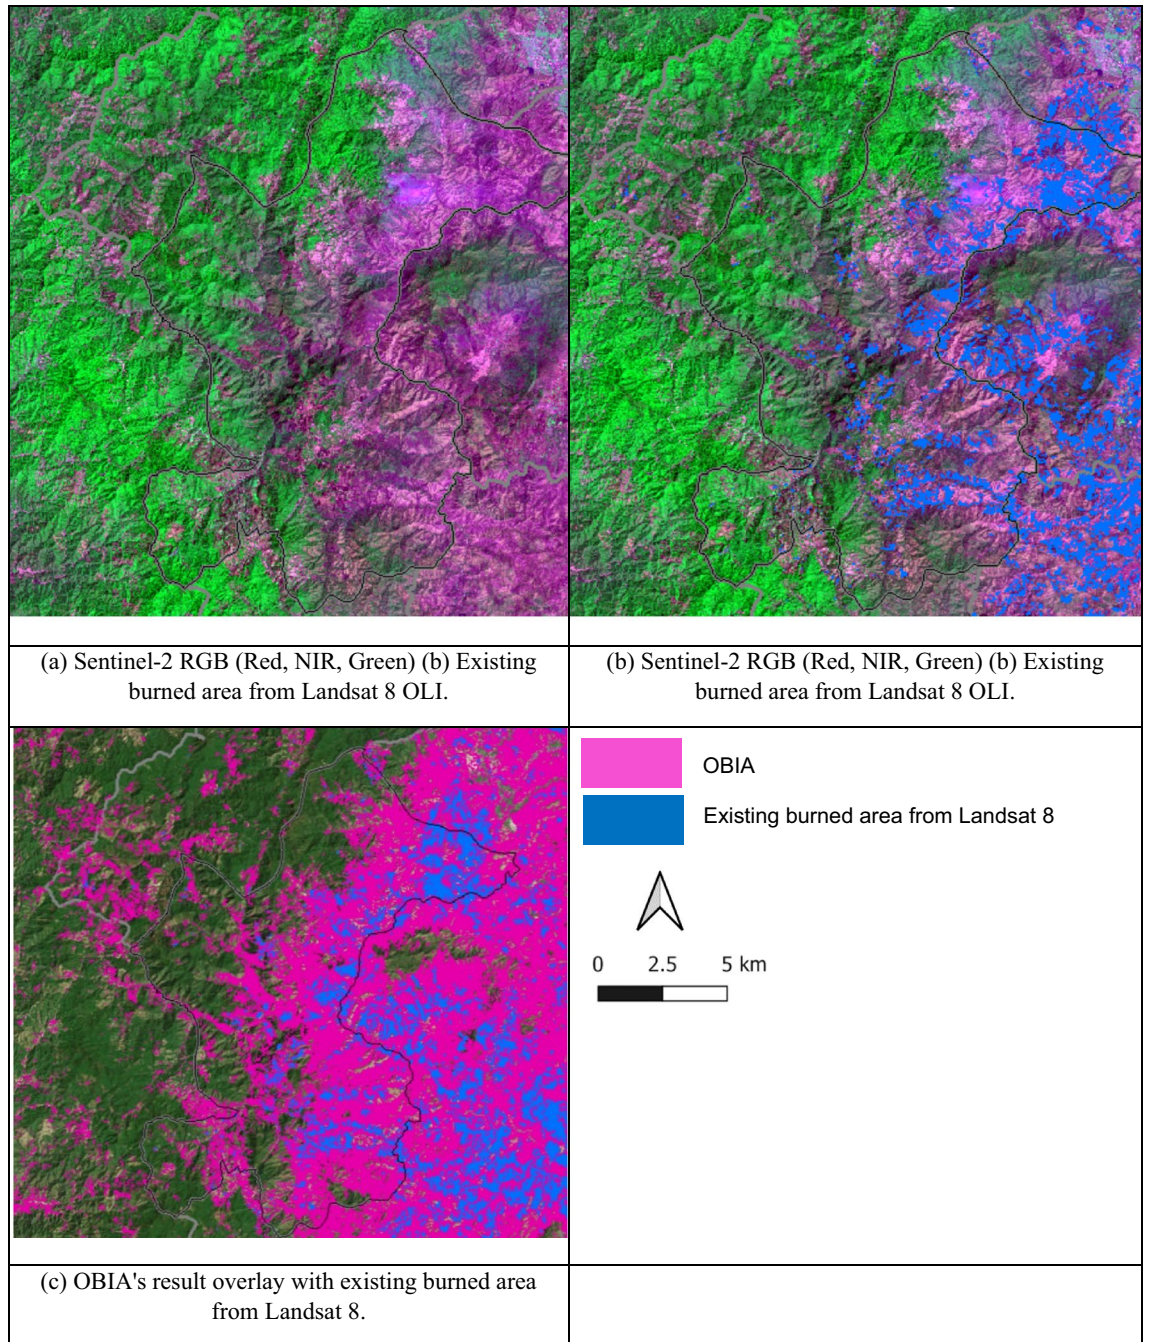 (a) Sentinel-2 RGB (Red, NIR, Green) (b) Existing
burned area from Landsat 8 OLI.
(b) Sentinel-2 RGB (Red, NIR, Green) (b) Existing
burned area from Landsat 8 OLI.
OBIA
Existing burned area from Landsat 8
0 2.5 5 km
(c) OBIA's result overlay with existing burned area
from Landsat 8.